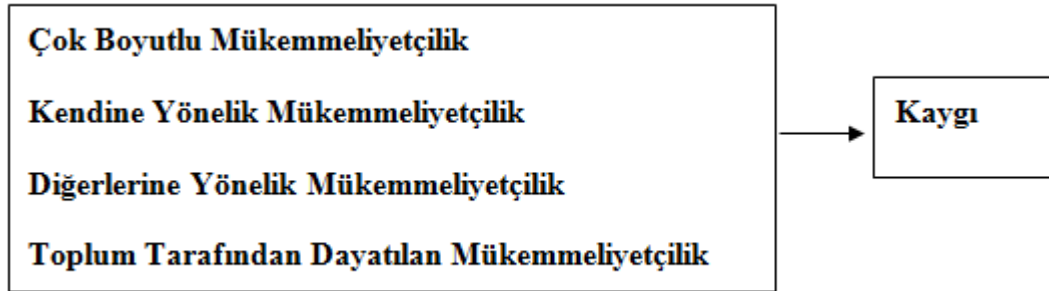 Çok Boyutlu Mükemmeliyetçilik
Kendine Yönelik Mükemmeliyetçilik
Diğerlerine Yönelik Mükemmeliyetçilik
Toplum Tarafından Dayatılan Mükemmeliyetçilik
Kaygı